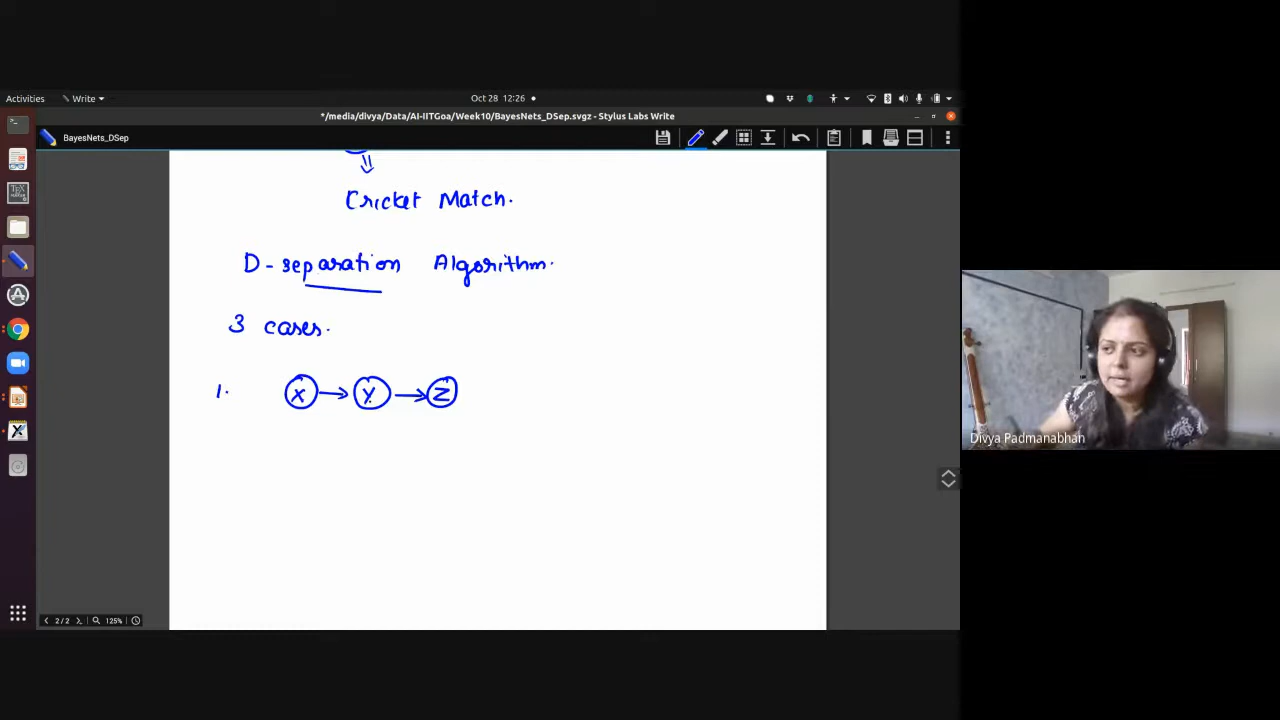 Activities Write Oct 28 12:26
*/media/divya/Data/AI-IITGoa/Week10/BayesNets_DSep.svgz - Stylus Labs Write
BayesNets_DSep
Cricket Match.
D-separation Algorithm.
3 cases.
1. X → Y → Z
Divya Padmanabhan
2/2 125%